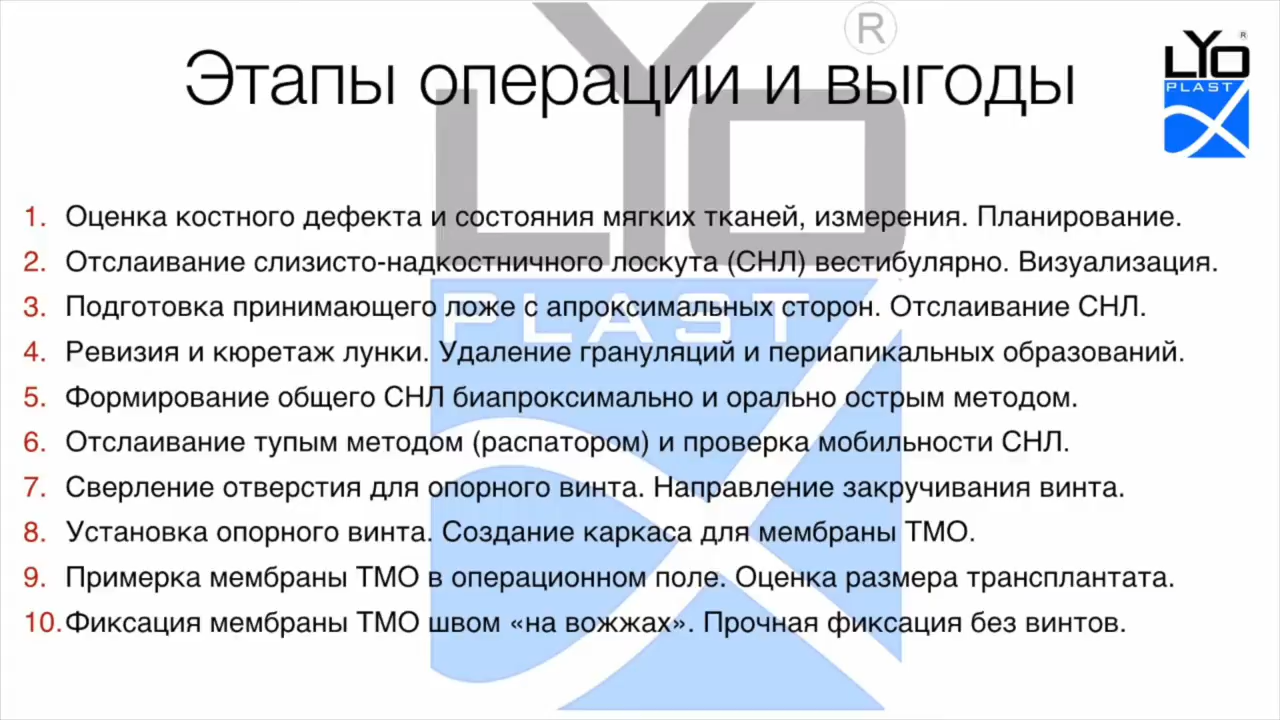 Этапы операции и выгоды
LYO ®
PLAST
1. Оценка костного дефекта и состояния мягких тканей, измерения. Планирование.
2. Отслаивание слизисто-надкостничного лоскута (СНЛ) вестибулярно. Визуализация.
3. Подготовка принимающего ложе с апроксимальных сторон. Отслаивание СНЛ.
4. Ревизия и кюретаж лунки. Удаление грануляций и периапикальных образований.
5. Формирование общего СНЛ биапроксимально и орально острым методом.
6. Отслаивание тупым методом (распатором) и проверка мобильности СНЛ.
7. Сверление отверстия для опорного винта. Направление закручивания винта.
8. Установка опорного винта. Создание каркаса для мембраны ТМО.
9. Примерка мембраны ТМО в операционном поле. Оценка размера трансплантата.
10. Фиксация мембраны ТМО швом «на вожжах». Прочная фиксация без винтов.
LYO ®
PLAST